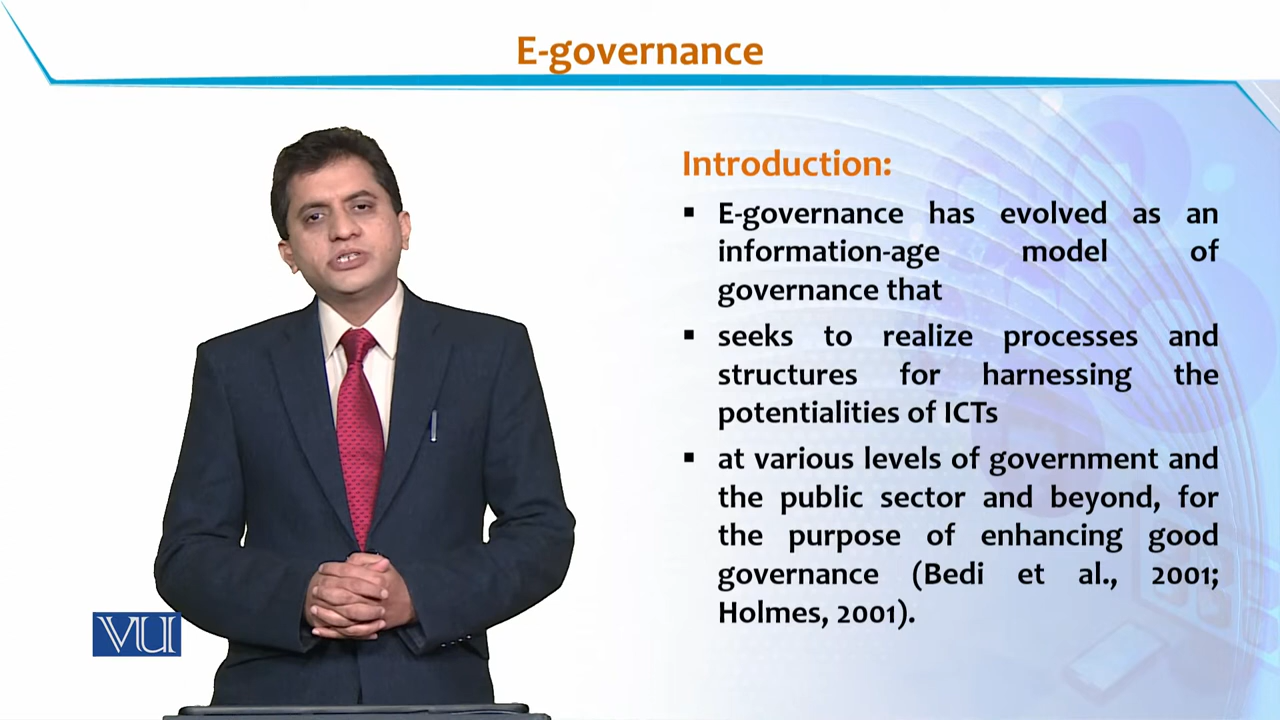 E-governance
Introduction:
▪ E-governance has evolved as an
information-age model of
governance that
▪ seeks to realize processes and
structures for harnessing the
potentialities of ICTs
▪ at various levels of government and
the public sector and beyond, for
the purpose of enhancing good
governance (Bedi et al., 2001;
Holmes, 2001).
VU